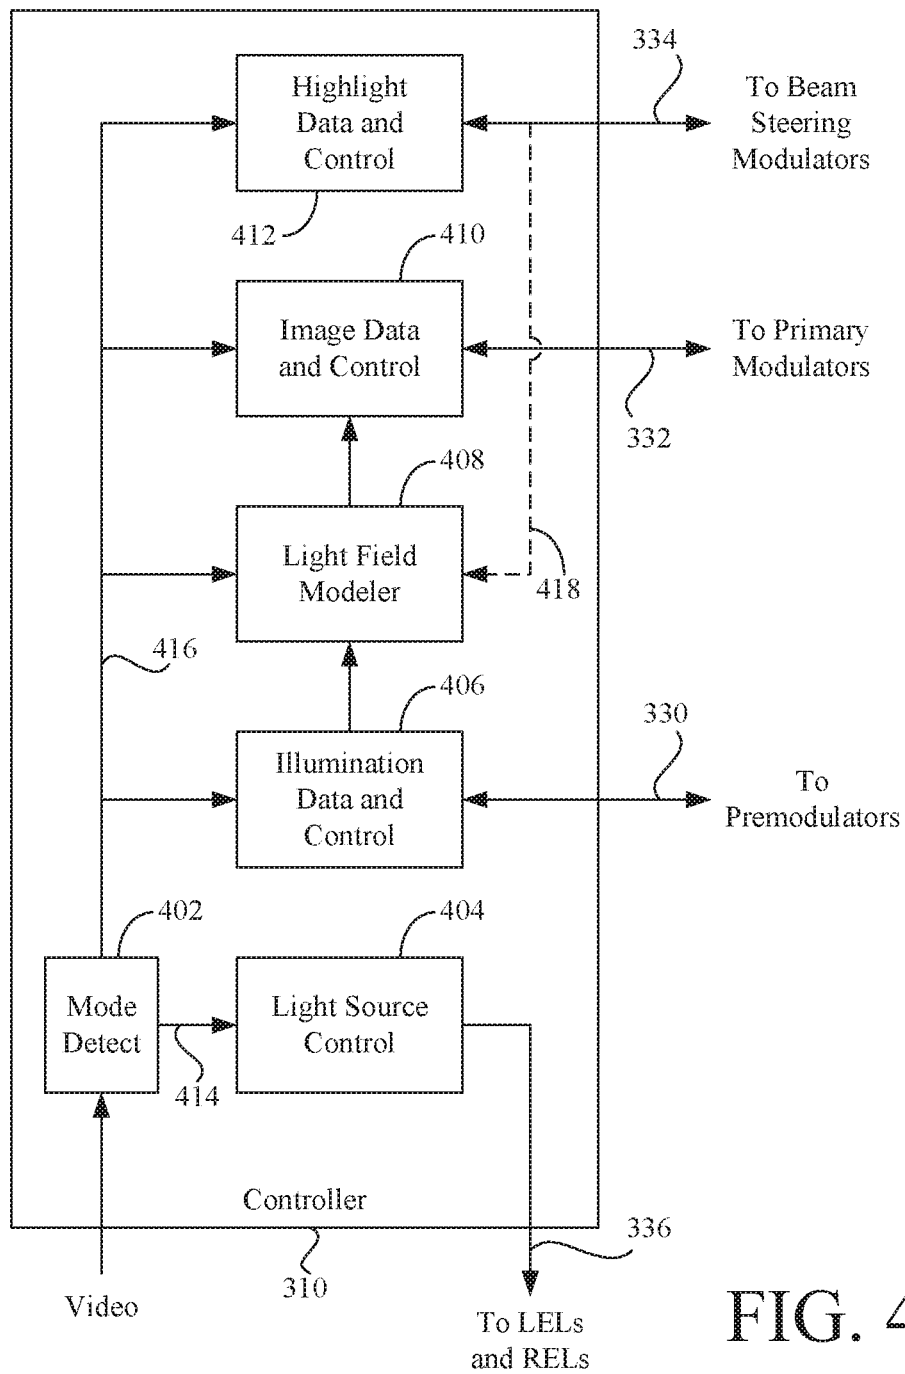 334
Highlight
Data and
Control
To Beam
Steering
Modulators
412
410
Image Data
and Control
To Primary
Modulators
332
408
Light Field
Modeler
418
416
406
330
Illumination
Data and
Control
To
Premodulators
402
404
Mode
Detect
Light Source
Control
414
Controller
336
310
Video
To LELs
and RELs
FIG. 4